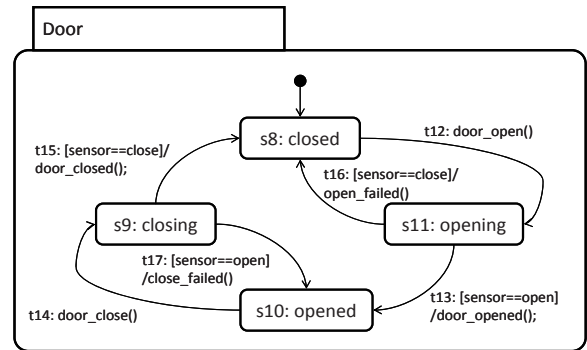 Door
s8: closed
t12: door_open()
t15: [sensor==close]/
door_closed();
t16: [sensor==close]/
open_failed()
s9: closing
s11: opening
t17: [sensor==open]
/close_failed()
t14: door_close()
s10: opened
t13: [sensor==open]
/door_opened();